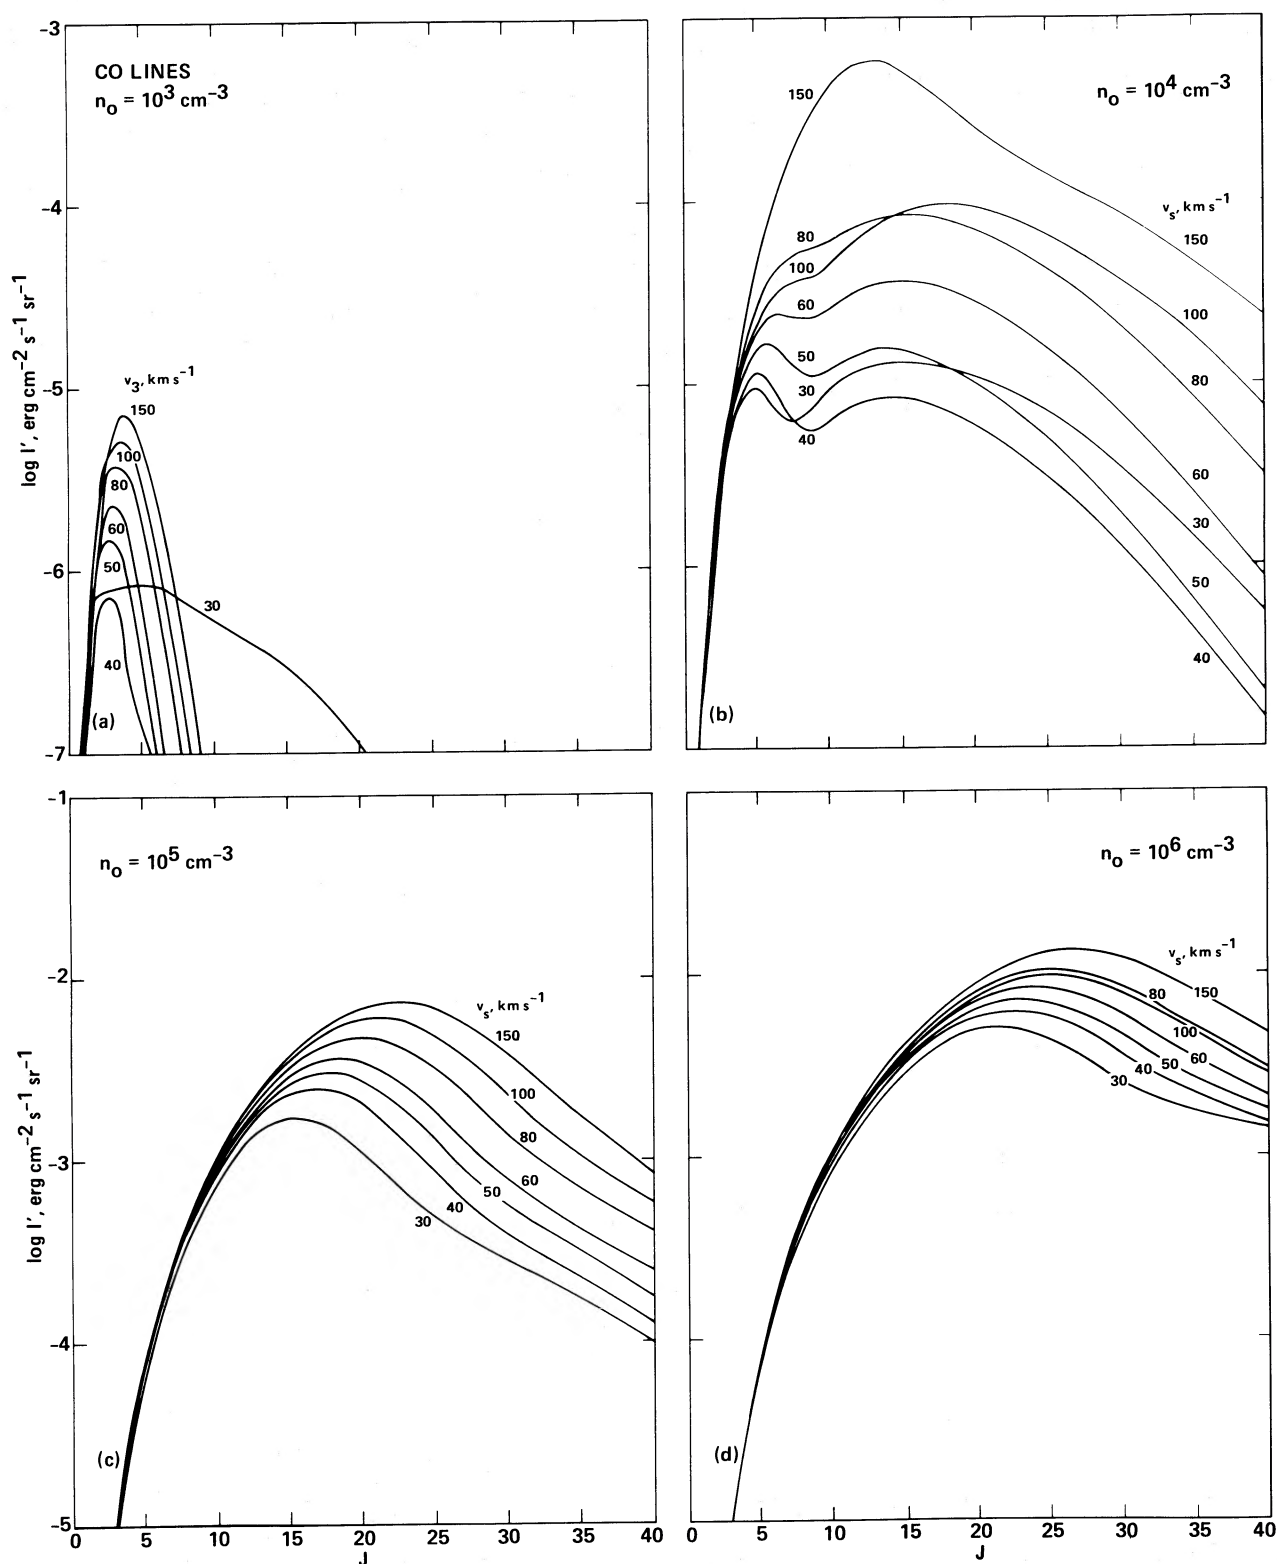 -3
-4
-5
-6
-7
log I′, erg cm⁻² s⁻¹ sr⁻¹
CO LINES
n₀ = 10³ cm⁻³
v₃, km s⁻¹
150
100
80
60
50
30
40
(a)
n₀ = 10⁴ cm⁻³
150
vₛ, km s⁻¹
80
150
100
60
100
50
80
30
40
60
30
50
40
(b)
-1
-2
-3
-4
-5
log I′, erg cm⁻² s⁻¹ sr⁻¹
n₀ = 10⁵ cm⁻³
vₛ, km s⁻¹
150
100
80
60
50
40
30
(c)
0 5 10 15 20 25 30 35 40
J
n₀ = 10⁶ cm⁻³
vₛ, km s⁻¹
80
150
100
60
50
40
30
(d)
0 5 10 15 20 25 30 35 40
J